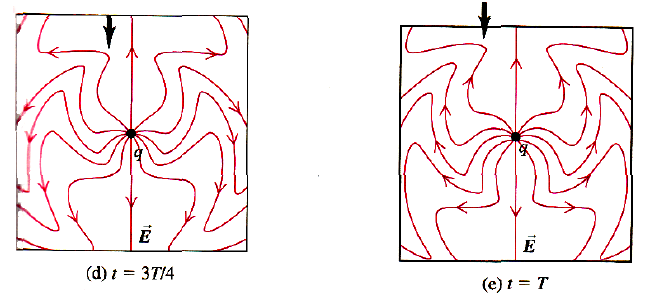 q
E⃗
(d) t = 3T/4
q
E⃗
(e) t = T